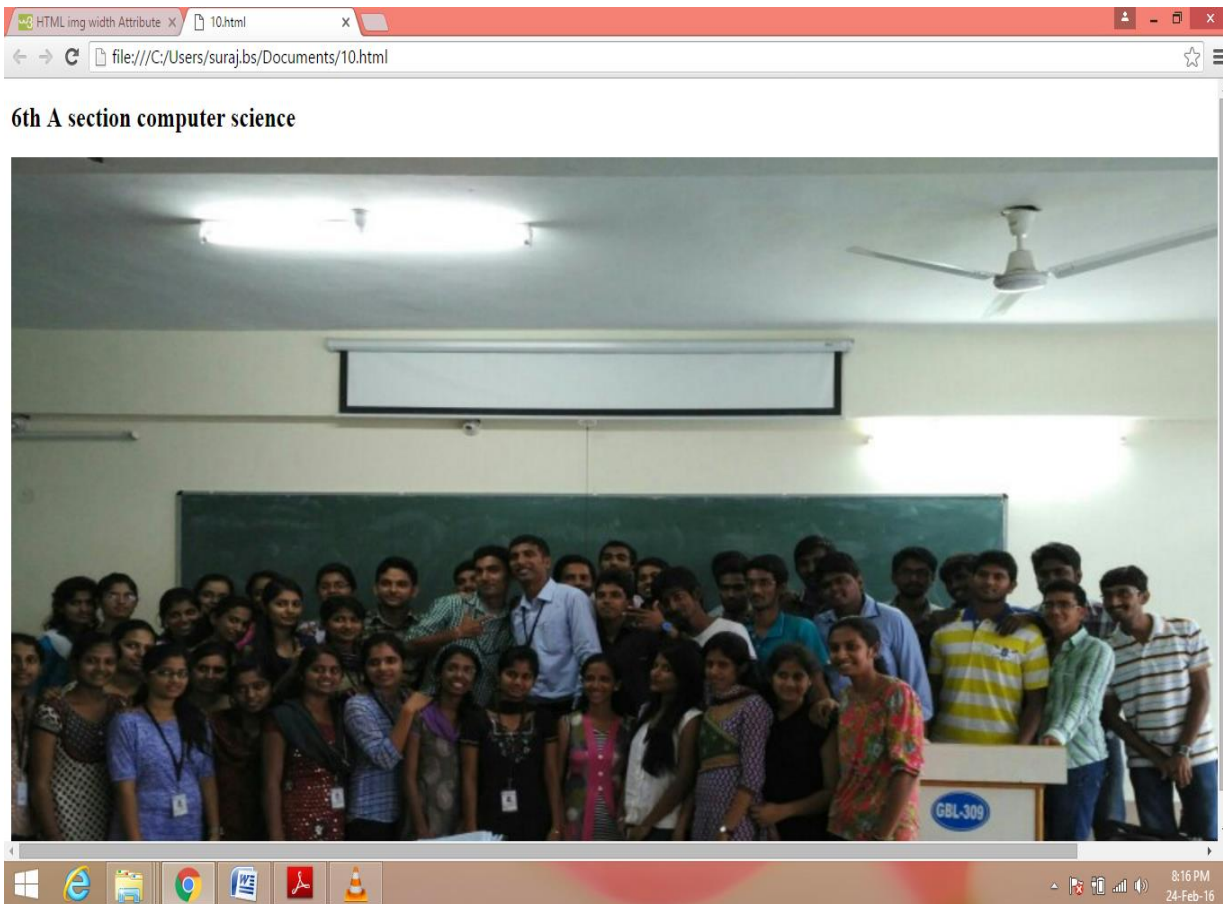 HTML img width Attribute
10.html
file:///C:/Users/suraj.bs/Documents/10.html
6th A section computer science
GBL-309
8:16 PM
24-Feb-16